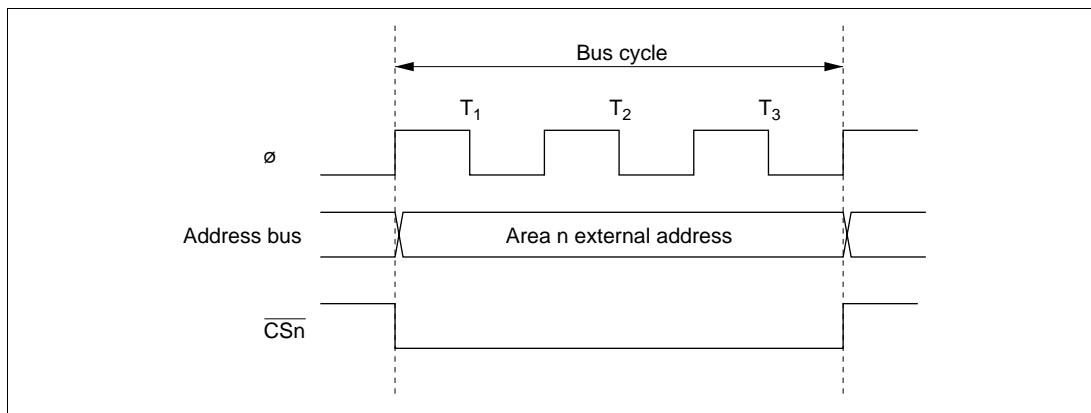 Bus cycle
T1 T2 T3
ø
Address bus Area n external address
CSn